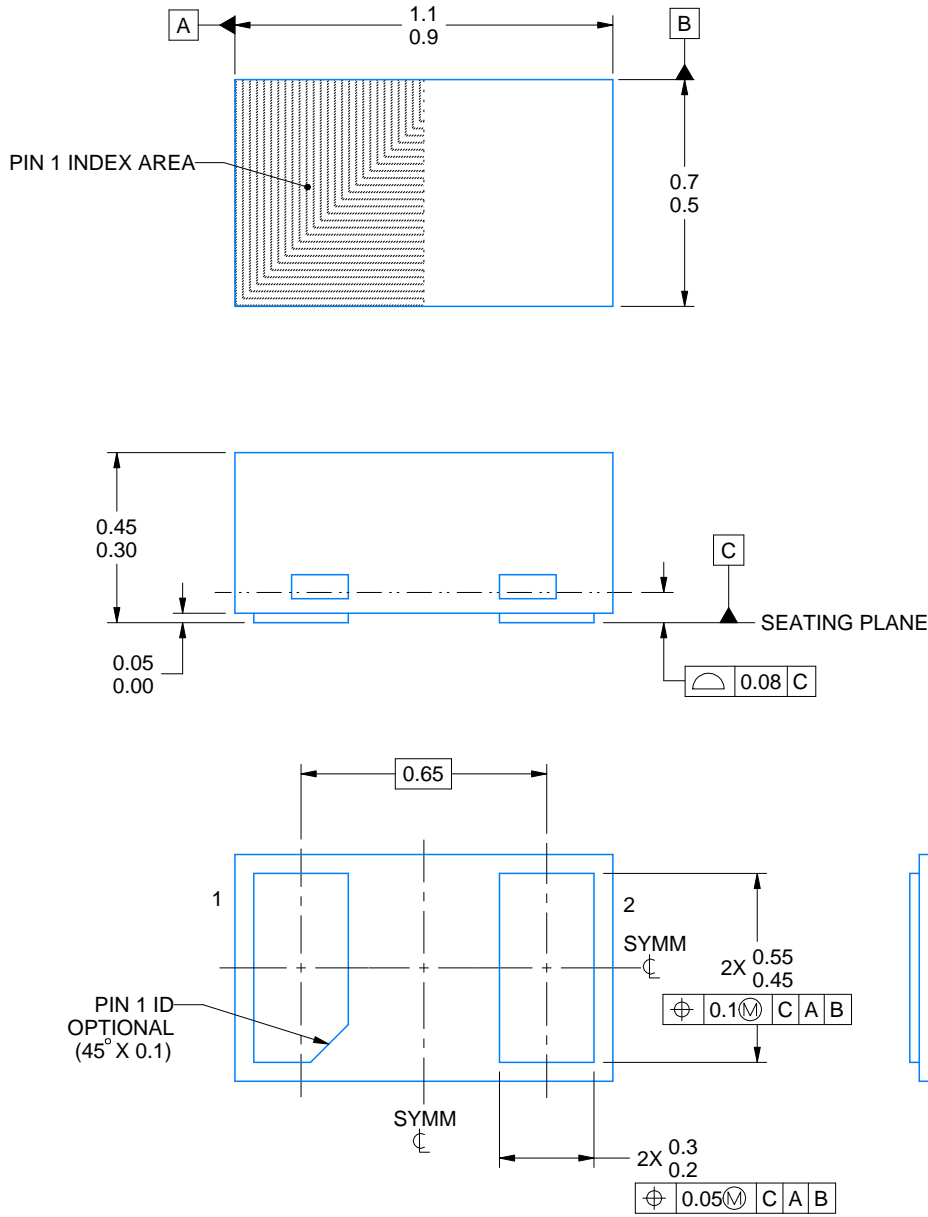 A
1.1
0.9
B
PIN 1 INDEX AREA
0.7
0.5
0.45
0.30
C
SEATING PLANE
0.05
0.00
0.08 C
0.65
1
2
SYMM
℄
2X 0.55
0.45
0.1Ⓜ C A B
PIN 1 ID
OPTIONAL
(45° X 0.1)
SYMM
℄
2X 0.3
0.2
0.05Ⓜ C A B